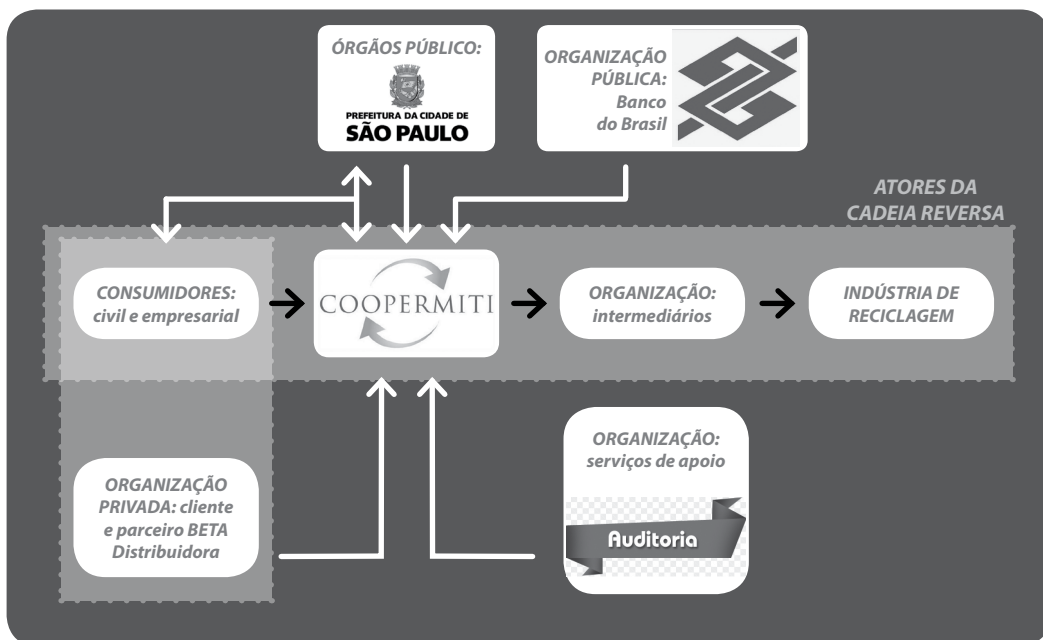 ÓRGÃOS PÚBLICO:
PREFEITURA DA CIDADE DE
SÃO PAULO
ORGANIZAÇÃO
PÚBLICA:
Banco
do Brasil
ATORES DA
CADEIA REVERSA
CONSUMIDORES:
civil e empresarial
COOPERMITI
ORGANIZAÇÃO:
intermediários
INDÚSTRIA DE
RECICLAGEM
ORGANIZAÇÃO
PRIVADA: cliente
e parceiro BETA
Distribuidora
ORGANIZAÇÃO:
serviços de apoio
Auditoria